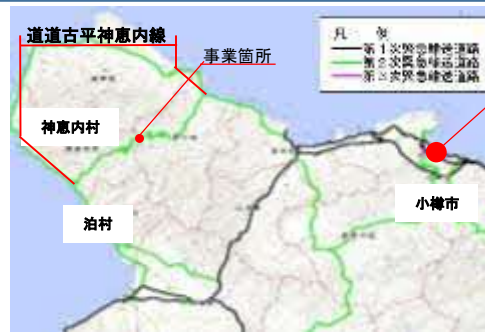 道道古平神恵内線
事業箇所
凡 例
第1次緊急輸送道路
第2次緊急輸送道路
第3次緊急輸送道路
神恵内村
小樽市
泊村